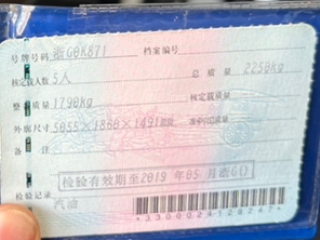 号牌号码 浙G0K871 档案编号
核定载人数 5人 总质量 2250kg
整备质量 1790kg 核定载质量
外廓尺寸 5055×1868×1491mm 准牵引总质量
备注
检验有效期至2019年05月浙G()
检验记录
汽油